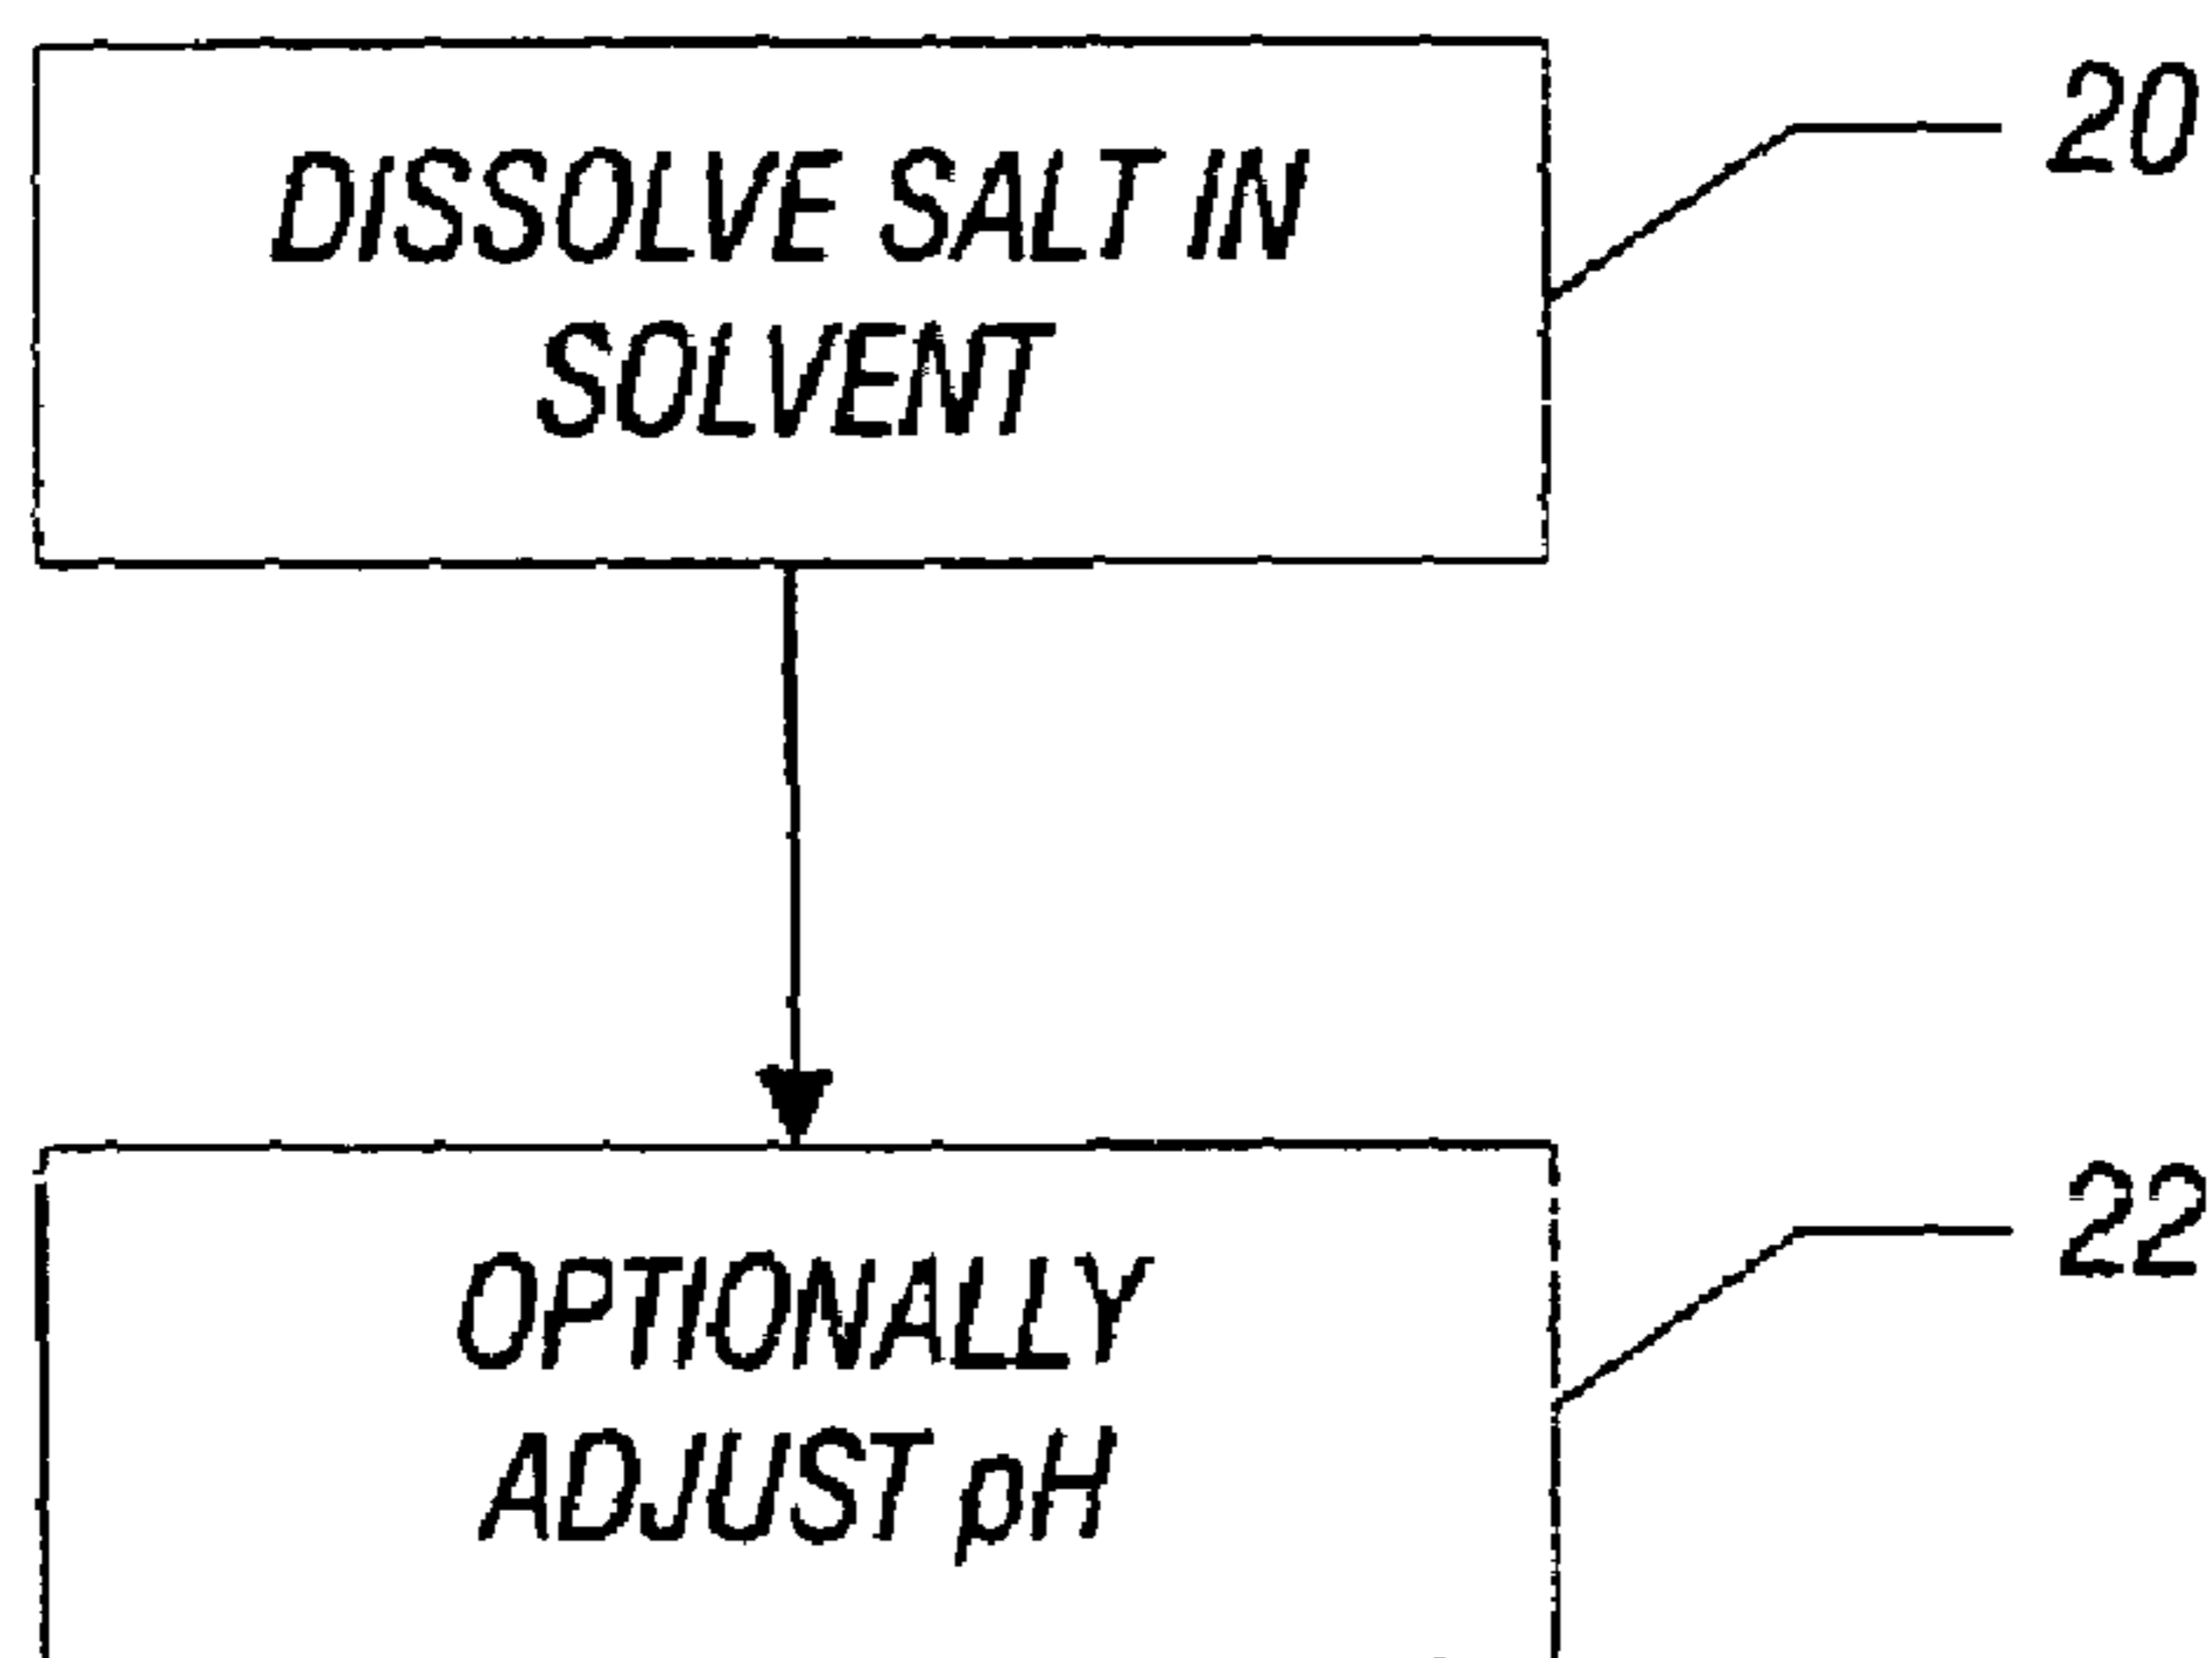 DISSOLVE SALT IN
SOLVENT
20
OPTIONALLY
ADJUST pH
22